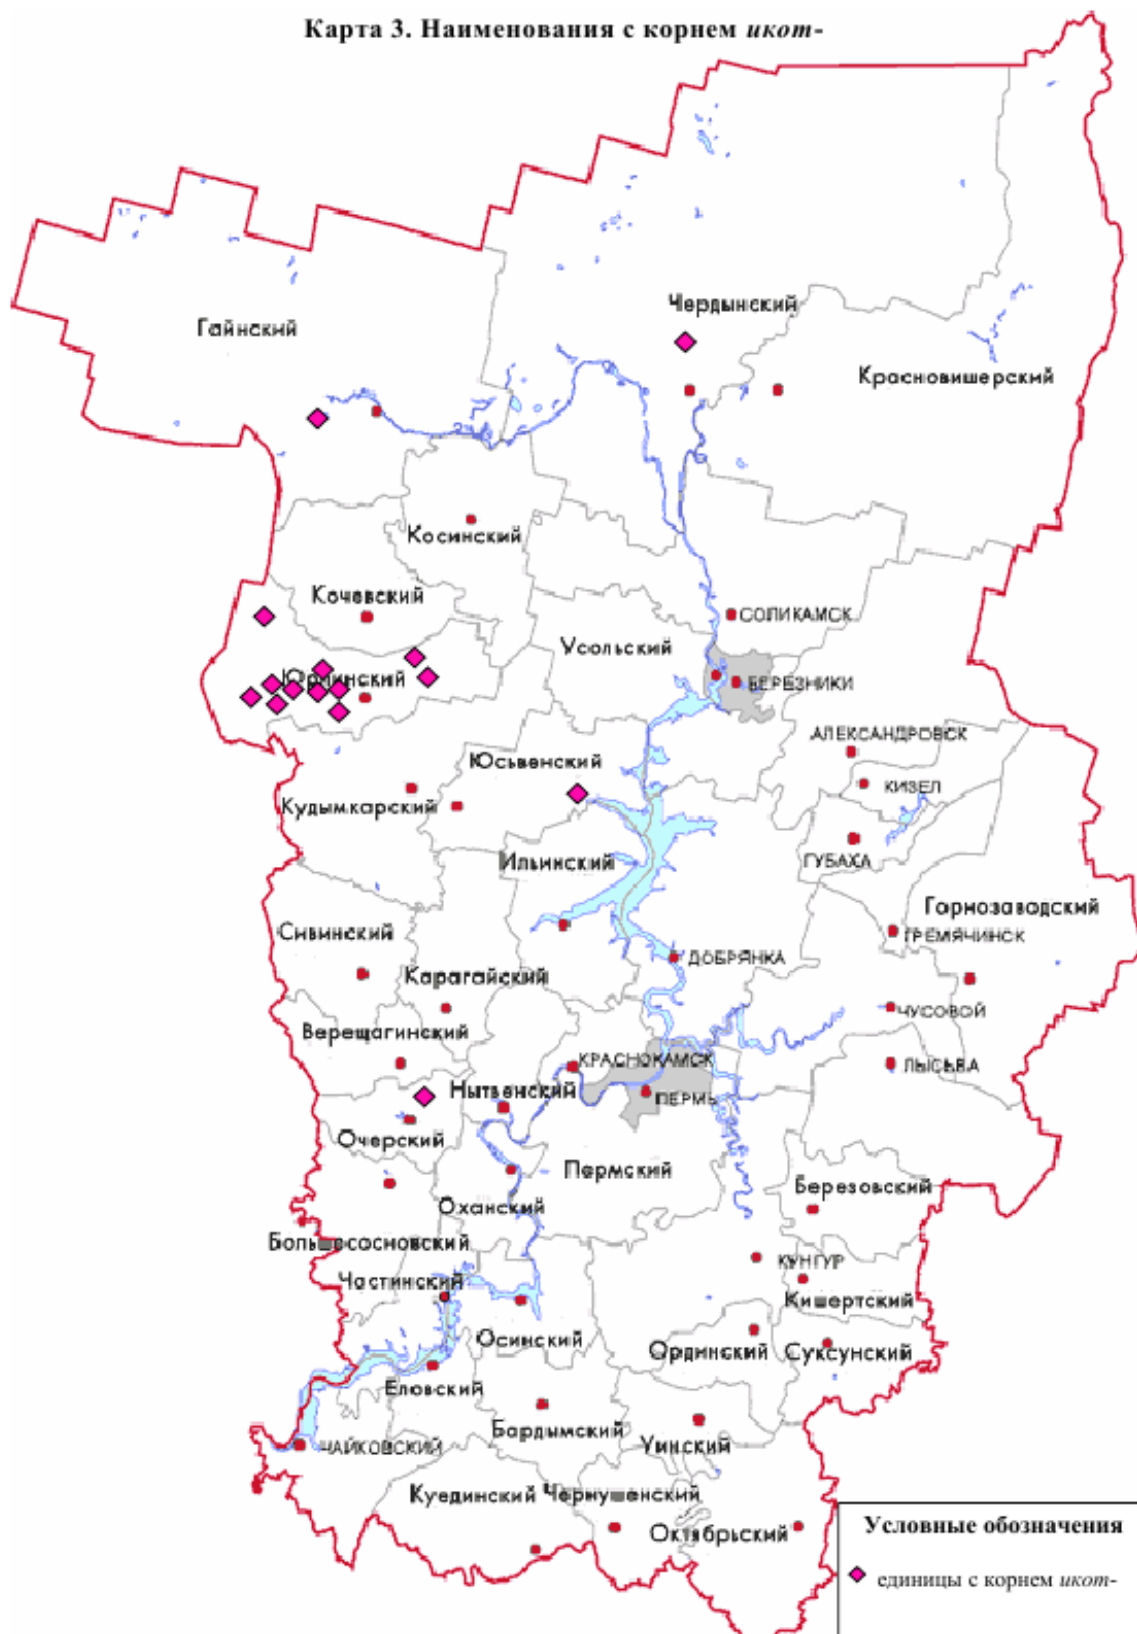 Карта 3. Наименования с корнем икот-
Чердынский
Гайнский
Красновишерский
Косинский
Кочевский
СОЛИКАМСК
Усольский
Юрлинский
БЕРЕЗНИКИ
АЛЕКСАНДРОВСК
Юсьвенский
КИЗЕЛ
Кудымкарский
ГУБАХА
Ильинский
Горнозаводский
Сивинский
ГРЕМЯЧИНСК
ДОБРЯНКА
Карагайский
ЧУСОВОЙ
Верещагинский
КРАСНОКАМСК
ЛЫСЬВА
Нытвенский
ПЕРМЬ
Очерский
Пермский
Березовский
Оханский
Большесосновский
КУНГУР
Частинский
Кишертский
Осинский
Ординский
Суксунский
Еловский
Бардымский
Уинский
ЧАЙКОВСКИЙ
Куединский
Чернушенский
Октябрьский
Условные обозначения
единицы с корнем икот-